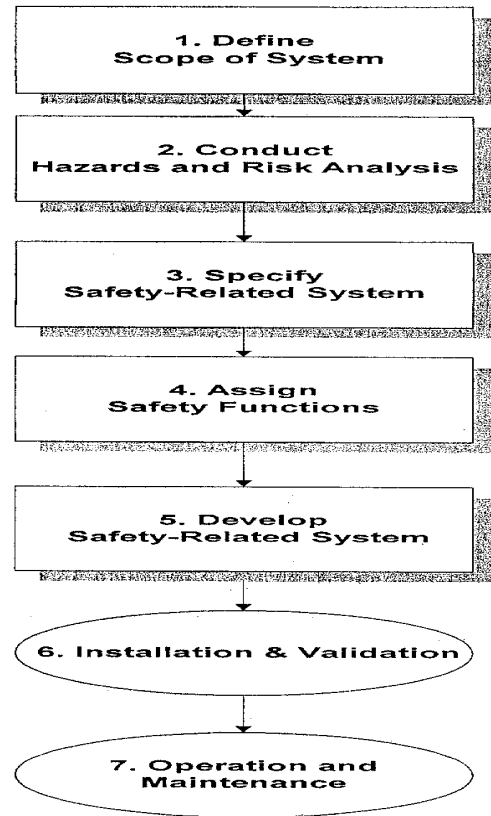 1. Define
Scope of System
2. Conduct
Hazards and Risk Analysis
3. Specify
Safety-Related System
4. Assign
Safety Functions
5. Develop
Safety-Related System
6. Installation & Validation
7. Operation and
Maintenance